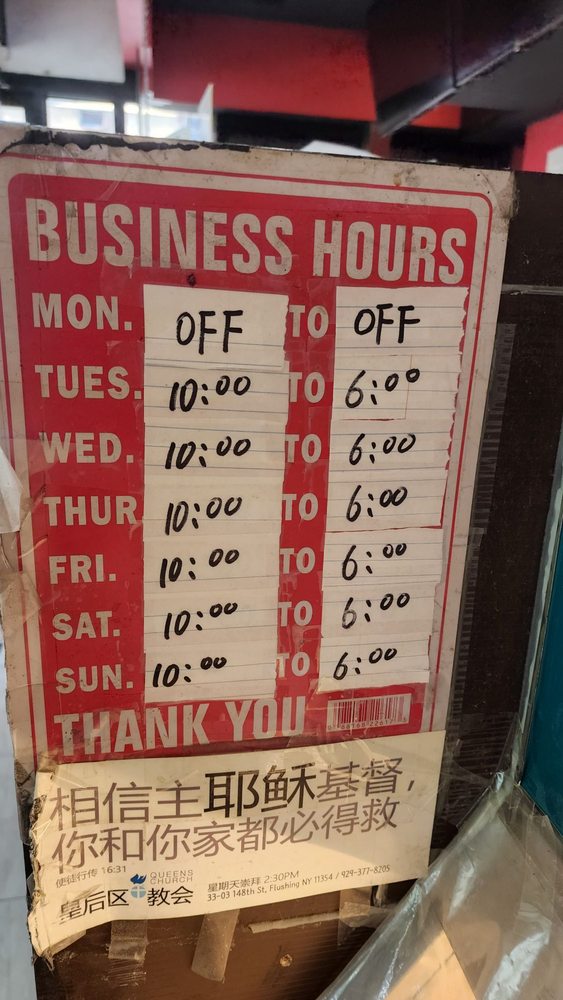 BUSINESS HOURS
MON. OFF TO OFF
TUES. 10:00 TO 6:00
WED. 10:00 TO 6:00
THUR 10:00 TO 6:00
FRI. 10:00 TO 6:00
SAT. 10:00 TO 6:00
SUN. 10:00 TO 6:00
THANK YOU
相信主耶稣基督,
你和你家都必得救
使徒行传 16:31
QUEENS
CHURCH
皇后区 教会
星期天崇拜 2:30PM
33-03 148th St, Flushing NY 11354 / 929-377-8205